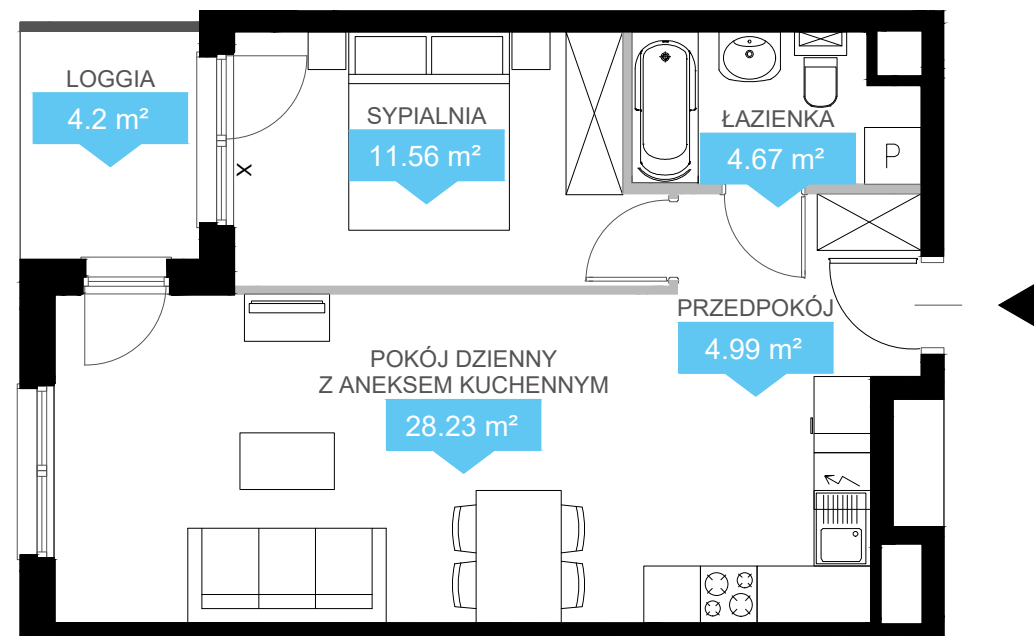 LOGGIA
4.2 m²
SYPIALNIA
11.56 m²
ŁAZIENKA
4.67 m²
P
X
PRZEDPOKÓJ
4.99 m²
POKÓJ DZIENNY
Z ANEKSEM KUCHENNYM
28.23 m²